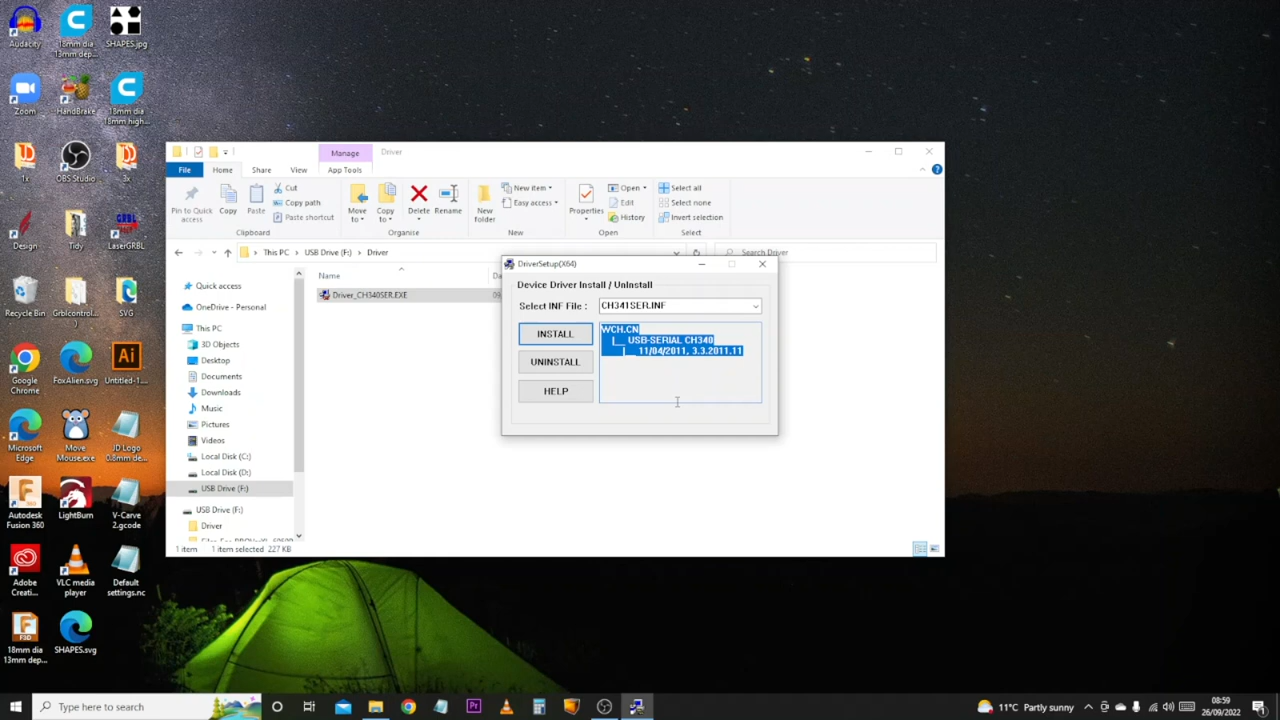 Audacity
18mm dia
13mm dep...
SHAPES.jpg
Zoom
HandBrake
18mm dia
18mm high...
1x
OBS Studio
3x
Design
Tidy
LaserGRBL
Recycle Bin
Grblcontrol...
)
SVG
Google
Chrome
FoxAlien.svg
Ai
Untitled-1....
Microsoft
Edge
Move
Mouse.exe
JD Logo
0.8mm de...
Autodesk
Fusion 360
LightBurn
V-Carve
2.gcode
Adobe
Creati...
VLC media
player
Default
settings.nc
F3D
18mm dia
13mm dep...
SHAPES.svg
Manage
Driver
File
Home
Share
View
App Tools
Pin to Quick
access
Copy
Paste
Cut
Copy path
Paste shortcut
Clipboard
Move
to
Copy
to
Delete
Rename
Organise
New
folder
New item
Easy access
New
Properties
Open
Edit
History
Open
Select all
Select none
Invert selection
Select
This PC > USB Drive (F:) > Driver
Search Driver
Name
Driver_CH340SER.EXE
Quick access
OneDrive - Personal
This PC
3D Objects
Desktop
Documents
Downloads
Music
Pictures
Videos
Local Disk (C:)
Local Disk (D:)
USB Drive (F:)
USB Drive (F:)
Driver
1 item
1 item selected 227 KB
DriverSetup(X64)
Device Driver Install / UnInstall
Select INF File :
CH341SER.INF
INSTALL
UNINSTALL
HELP
WCH.CN
|__ USB-SERIAL CH340
|__ 11/04/2011, 3.3.2011.11
Type here to search
Pr
11°C Partly sunny
08:59
26/09/2022